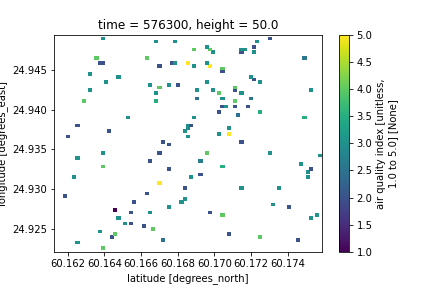 time = 576300, height = 50.0
longitude [degrees_east]
24.945
24.940
24.935
24.930
24.925
60.162 60.164 60.166 60.168 60.170 60.172 60.174
latitude [degrees_north]
5.0
4.5
4.0
3.5
3.0
2.5
2.0
1.5
1.0
air quality index [unitless,
1.0 to 5.0] [None]